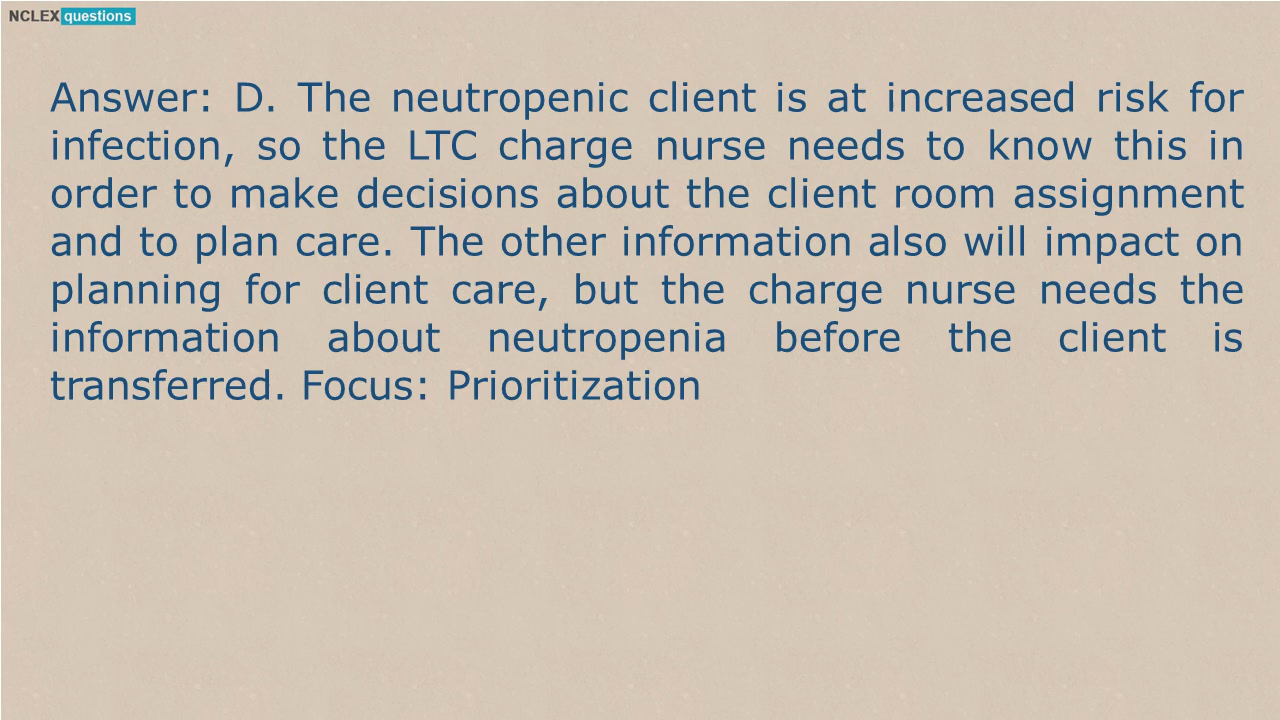 NCLEX questions
Answer: D. The neutropenic client is at increased risk for
infection, so the LTC charge nurse needs to know this in
order to make decisions about the client room assignment
and to plan care. The other information also will impact on
planning for client care, but the charge nurse needs the
information about neutropenia before the client is
transferred. Focus: Prioritization